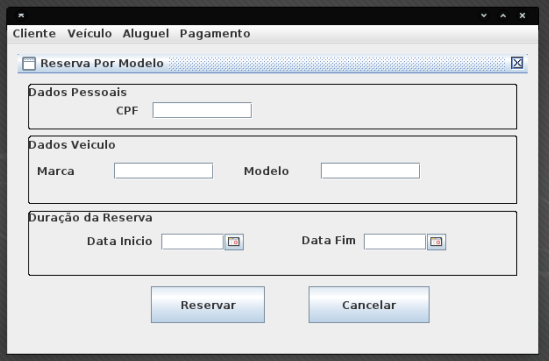 Cliente Veículo Aluguel Pagamento
Reserva Por Modelo
Dados Pessoais
CPF
Dados Veiculo
Marca Modelo
Duração da Reserva
Data Inicio Data Fim
Reservar Cancelar